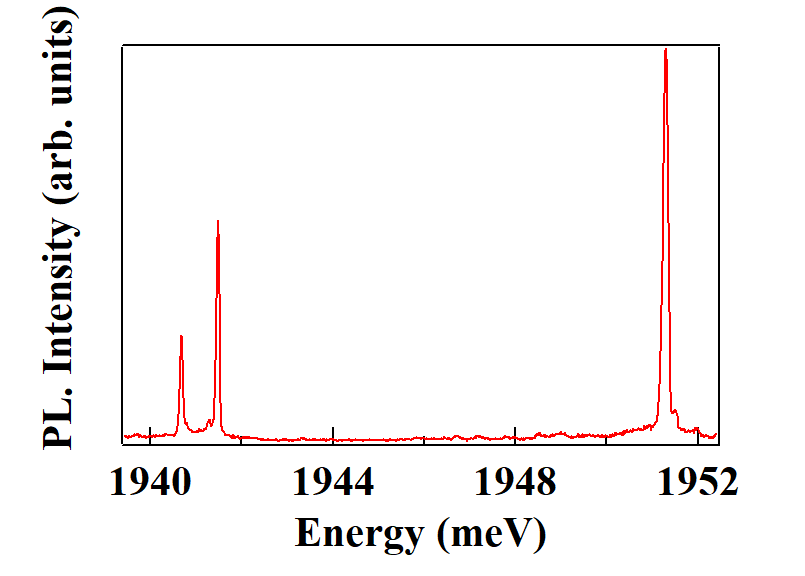 PL. Intensity (arb. units)
1940 1944 1948 1952
Energy (meV)